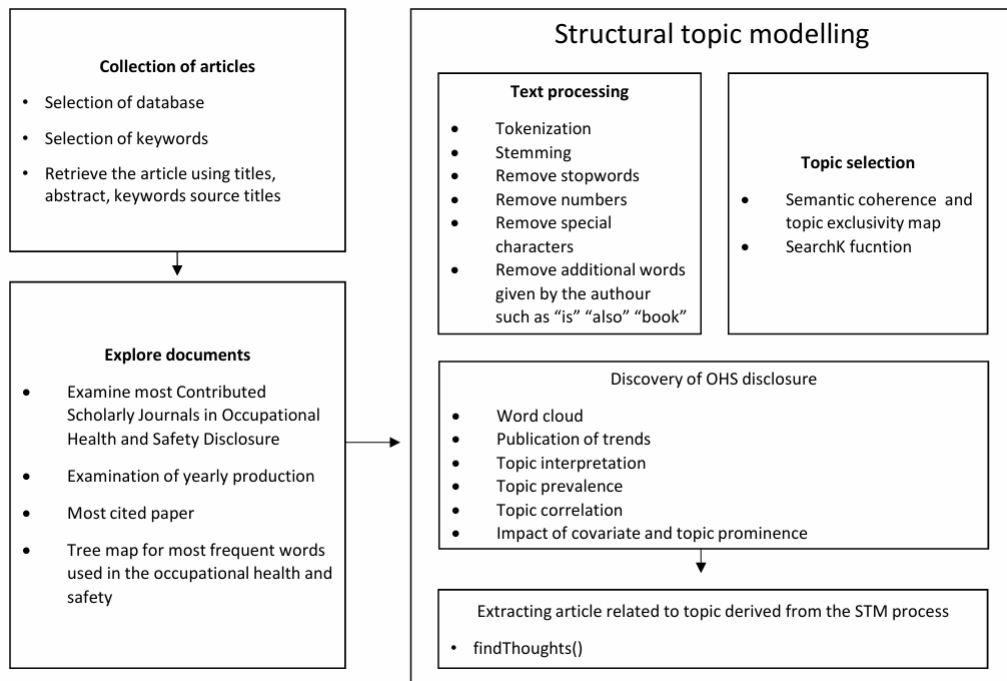 Collection of articles
• Selection of database
• Selection of keywords
• Retrieve the article using titles,
abstract, keywords source titles
Explore documents
• Examine most Contributed
Scholarly Journals in Occupational
Health and Safety Disclosure
• Examination of yearly production
• Most cited paper
• Tree map for most frequent words
used in the occupational health and
safety
Structural topic modelling
Text processing
• Tokenization
• Stemming
• Remove stopwords
• Remove numbers
• Remove special
characters
• Remove additional words
given by the authour
such as “is” “also” “book”
Topic selection
• Semantic coherence and
topic exclusivity map
• SearchK fucntion
Discovery of OHS disclosure
• Word cloud
• Publication of trends
• Topic interpretation
• Topic prevalence
• Topic correlation
• Impact of covariate and topic prominence
Extracting article related to topic derived from the STM process
• findThoughts()